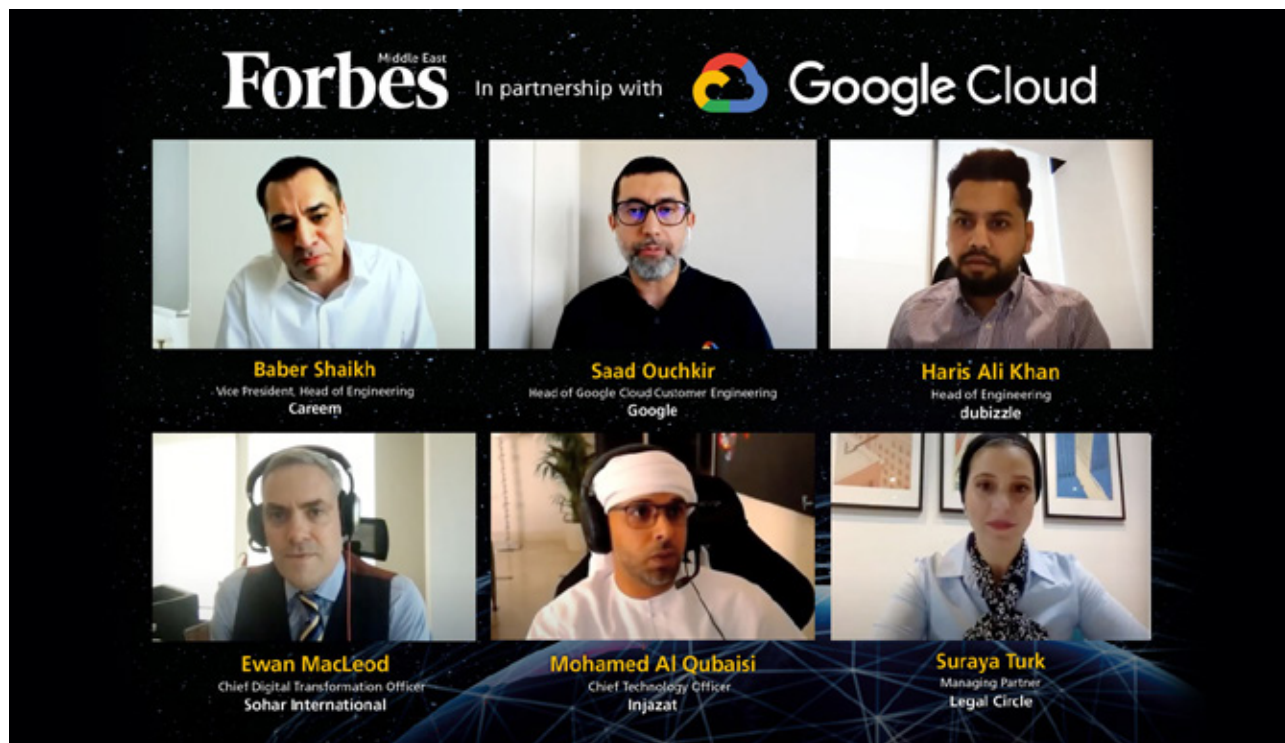 Forbes Middle East In partnership with Google Cloud
Baber Shaikh
Vice President, Head of Engineering
Careem
Saad Ouchkir
Head of Google Cloud Customer Engineering
Google
Haris Ali Khan
Head of Engineering
dubizzle
Ewan MacLeod
Chief Digital Transformation Officer
Sohar International
Mohamed Al Qubaisi
Chief Technology Officer
Injazat
Suraya Turk
Managing Partner
Legal Circle